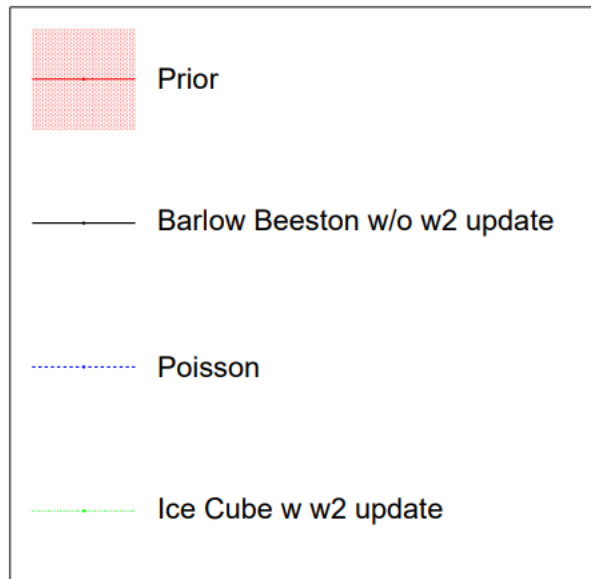 Prior
Barlow Beeston w/o w2 update
Poisson
Ice Cube w w2 update